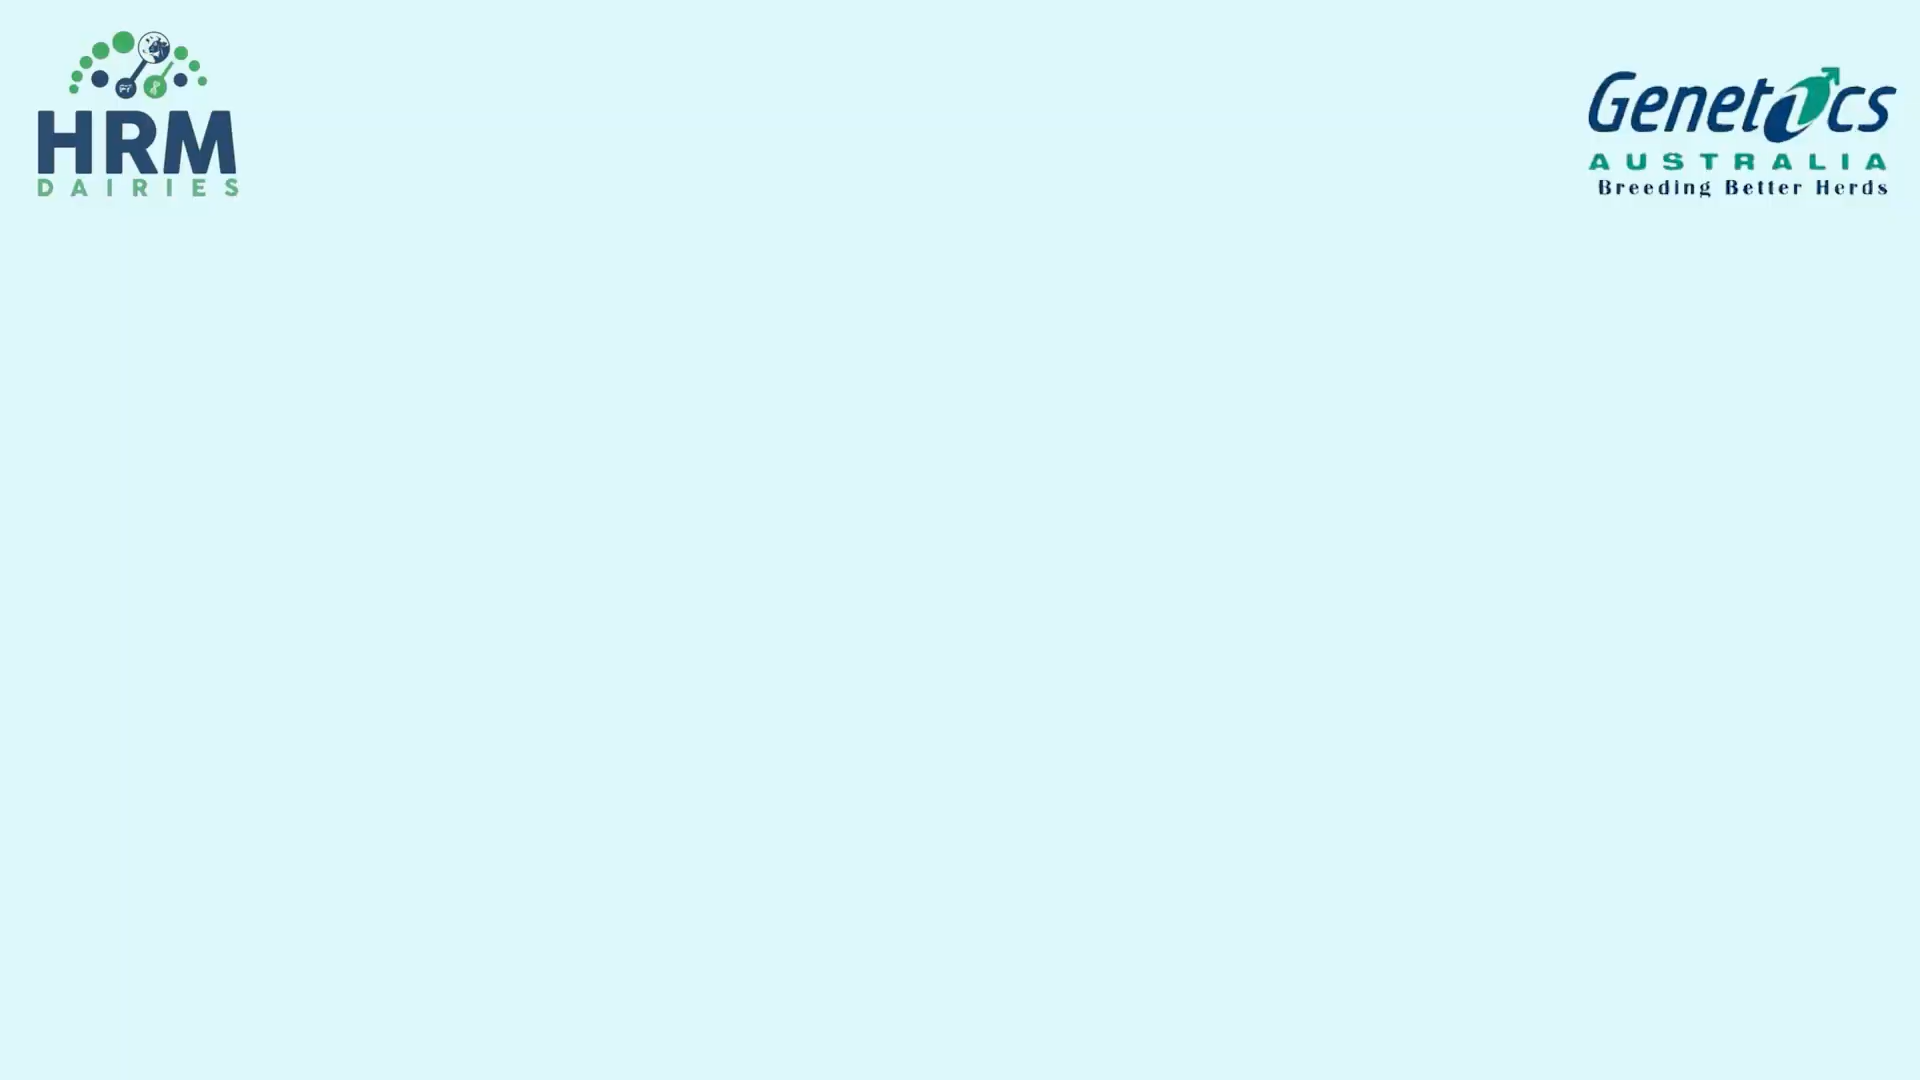 HRM
DAIRIES
Genetics
AUSTRALIA
Breeding Better Herds